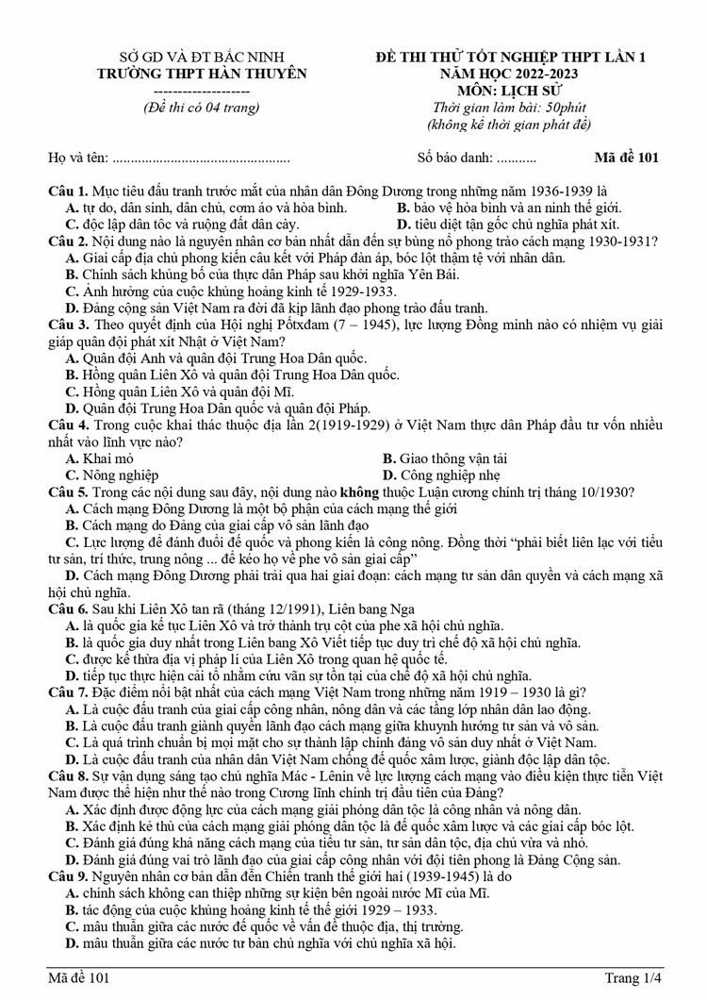 SỞ GD VÀ ĐT BẮC NINH
TRƯỜNG THPT HÀN THUYÊN
--------------------
(Đề thi có 04 trang)
ĐỀ THI THỬ TỐT NGHIỆP THPT LẦN 1
NĂM HỌC 2022-2023
MÔN: LỊCH SỬ
Thời gian làm bài: 50phút
(không kể thời gian phát đề)
Họ và tên: .................................................. Số báo danh: ........... Mã đề 101
Câu 1. Mục tiêu đấu tranh trước mắt của nhân dân Đông Dương trong những năm 1936-1939 là
A. tự do, dân sinh, dân chủ, cơm áo và hòa bình. B. bảo vệ hòa bình và an ninh thế giới.
C. độc lập dân tôc và ruộng đất dân cày. D. tiêu diệt tận gốc chủ nghĩa phát xít.
Câu 2. Nội dung nào là nguyên nhân cơ bản nhất dẫn đến sự bùng nổ phong trào cách mạng 1930-1931?
A. Giai cấp địa chủ phong kiến câu kết với Pháp đàn áp, bóc lột thậm tệ với nhân dân.
B. Chính sách khủng bố của thực dân Pháp sau khởi nghĩa Yên Bái.
C. Ảnh hưởng của cuộc khủng hoảng kinh tế 1929-1933.
D. Đảng cộng sản Việt Nam ra đời đã kịp lãnh đạo phong trào đấu tranh.
Câu 3. Theo quyết định của Hội nghị Pốtxđam (7 – 1945), lực lượng Đồng minh nào có nhiệm vụ giải
giáp quân đội phát xít Nhật ở Việt Nam?
A. Quân đội Anh và quân đội Trung Hoa Dân quốc.
B. Hồng quân Liên Xô và quân đội Trung Hoa Dân quốc.
C. Hồng quân Liên Xô và quân đội Mĩ.
D. Quân đội Trung Hoa Dân quốc và quân đội Pháp.
Câu 4. Trong cuộc khai thác thuộc địa lần 2(1919-1929) ở Việt Nam thực dân Pháp đầu tư vốn nhiều
nhất vào lĩnh vực nào?
A. Khai mỏ B. Giao thông vận tải
C. Nông nghiệp D. Công nghiệp nhẹ
Câu 5. Trong các nội dung sau đây, nội dung nào không thuộc Luận cương chính trị tháng 10/1930?
A. Cách mạng Đông Dương là một bộ phận của cách mạng thế giới
B. Cách mạng do Đảng của giai cấp vô sản lãnh đạo
C. Lực lượng để đánh đuổi đế quốc và phong kiến là công nông. Đồng thời “phải biết liên lạc với tiểu
tư sản, trí thức, trung nông ... để kéo họ về phe vô sản giai cấp”
D. Cách mạng Đông Dương phải trải qua hai giai đoạn: cách mạng tư sản dân quyền và cách mạng xã
hội chủ nghĩa.
Câu 6. Sau khi Liên Xô tan rã (tháng 12/1991), Liên bang Nga
A. là quốc gia kế tục Liên Xô và trở thành trụ cột của phe xã hội chủ nghĩa.
B. là quốc gia duy nhất trong Liên bang Xô Viết tiếp tục duy trì chế độ xã hội chủ nghĩa.
C. được kế thừa địa vị pháp lí của Liên Xô trong quan hệ quốc tế.
D. tiếp tục thực hiện cải tổ nhằm cứu vãn sự tồn tại của chế độ xã hội chủ nghĩa.
Câu 7. Đặc điểm nổi bật nhất của cách mạng Việt Nam trong những năm 1919 – 1930 là gì?
A. Là cuộc đấu tranh của giai cấp công nhân, nông dân và các tầng lớp nhân dân lao động.
B. Là cuộc đấu tranh giành quyền lãnh đạo cách mạng giữa khuynh hướng tư sản và vô sản.
C. Là quá trình chuẩn bị mọi mặt cho sự thành lập chính đảng vô sản duy nhất ở Việt Nam.
D. Là cuộc đấu tranh của nhân dân Việt Nam chống đế quốc xâm lược, giành độc lập dân tộc.
Câu 8. Sự vận dụng sáng tạo chủ nghĩa Mác - Lênin về lực lượng cách mạng vào điều kiện thực tiễn Việt
Nam được thể hiện như thế nào trong Cương lĩnh chính trị đầu tiên của Đảng?
A. Xác định được động lực của cách mạng giải phóng dân tộc là công nhân và nông dân.
B. Xác định kẻ thù của cách mạng giải phóng dân tộc là đế quốc xâm lược và các giai cấp bóc lột.
C. Đánh giá đúng khả năng cách mạng của tiểu tư sản, tư sản dân tộc, địa chủ vừa và nhỏ.
D. Đánh giá đúng vai trò lãnh đạo của giai cấp công nhân với đội tiên phong là Đảng Cộng sản.
Câu 9. Nguyên nhân cơ bản dẫn đến Chiến tranh thế giới hai (1939-1945) là do
A. chính sách không can thiệp những sự kiện bên ngoài nước Mĩ của Mĩ.
B. tác động của cuộc khủng hoảng kinh tế thế giới 1929 – 1933.
C. mâu thuẫn giữa các nước đế quốc về vấn đề thuộc địa, thị trường.
D. mâu thuẫn giữa các nước tư bản chủ nghĩa với chủ nghĩa xã hội.
Mã đề 101 Trang 1/4